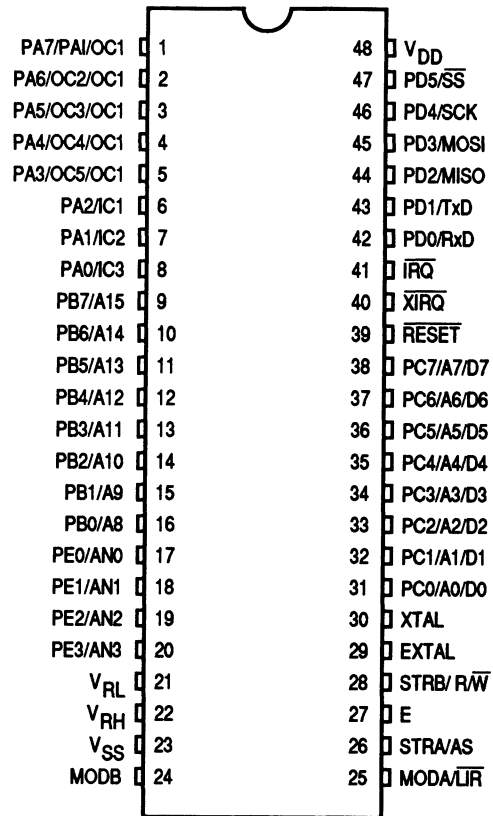 PA7/PAI/OC1 1 48 VDD
PA6/OC2/OC1 2 47 PD5/SS
PA5/OC3/OC1 3 46 PD4/SCK
PA4/OC4/OC1 4 45 PD3/MOSI
PA3/OC5/OC1 5 44 PD2/MISO
PA2/IC1 6 43 PD1/TxD
PA1/IC2 7 42 PD0/RxD
PA0/IC3 8 41 IRQ
PB7/A15 9 40 XIRQ
PB6/A14 10 39 RESET
PB5/A13 11 38 PC7/A7/D7
PB4/A12 12 37 PC6/A6/D6
PB3/A11 13 36 PC5/A5/D5
PB2/A10 14 35 PC4/A4/D4
PB1/A9 15 34 PC3/A3/D3
PB0/A8 16 33 PC2/A2/D2
PE0/AN0 17 32 PC1/A1/D1
PE1/AN1 18 31 PC0/A0/D0
PE2/AN2 19 30 XTAL
PE3/AN3 20 29 EXTAL
VRL 21 28 STRB/ R/W
VRH 22 27 E
VSS 23 26 STRA/AS
MODB 24 25 MODA/LIR